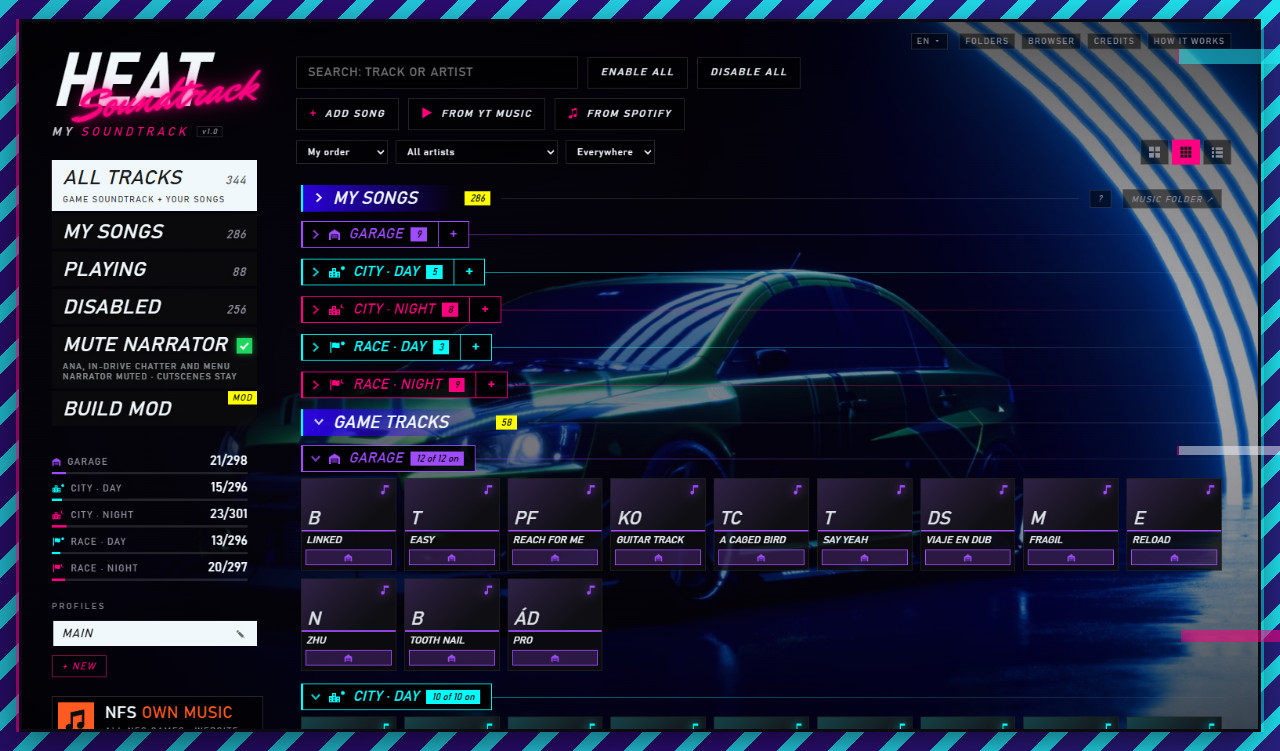 EN
FOLDERS
BROWSER
CREDITS
HOW IT WORKS
HEAT
Soundtrack
MY SOUNDTRACK v1.0
SEARCH: TRACK OR ARTIST
ENABLE ALL
DISABLE ALL
+ ADD SONG
FROM YT MUSIC
FROM SPOTIFY
My order
All artists
Everywhere
ALL TRACKS 344
GAME SOUNDTRACK + YOUR SONGS
MY SONGS 286
PLAYING 88
DISABLED 256
MUTE NARRATOR
ANA, IN-DRIVE CHATTER AND MENU
NARRATOR MUTED · CUTSCENES STAY
MOD
BUILD MOD
GARAGE 21/298
CITY · DAY 15/296
CITY · NIGHT 23/301
RACE · DAY 13/296
RACE · NIGHT 20/297
PROFILES
MAIN
+ NEW
NFS OWN MUSIC
ALL NFS GAMES · WEBSITE
MY SONGS 286
?
MUSIC FOLDER ↗
GARAGE 9 +
CITY · DAY 5 +
CITY · NIGHT 8 +
RACE · DAY 3 +
RACE · NIGHT 9 +
GAME TRACKS 58
GARAGE 12 of 12 on
B
LINKED
T
EASY
PF
REACH FOR ME
KO
GUITAR TRACK
TC
A CAGED BIRD
T
SAY YEAH
DS
VIAJE EN DUB
M
FRAGIL
E
RELOAD
N
ZHU
B
TOOTH NAIL
ÁD
PRO
CITY · DAY 10 of 10 on